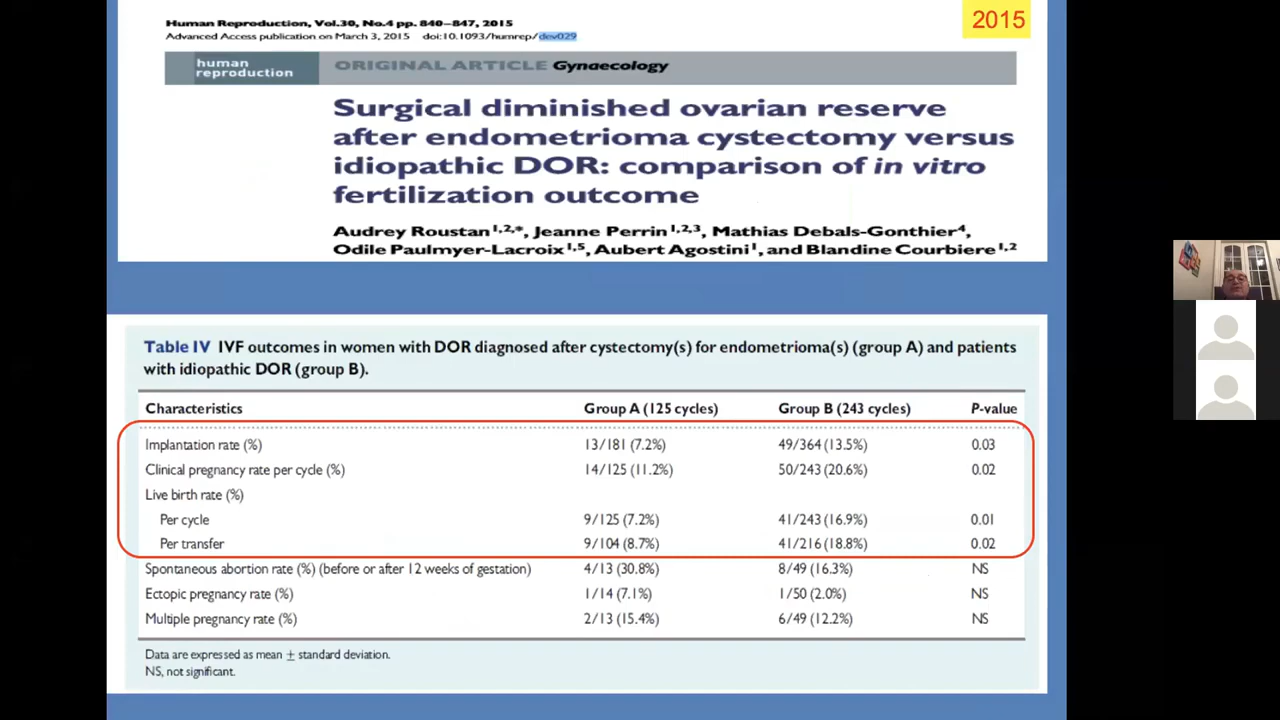 Human Reproduction, Vol.30, No.4 pp. 840–847, 2015
Advanced Access publication on March 3, 2015 doi:10.1093/humrep/dev029
2015
human
reproduction
ORIGINAL ARTICLE Gynaecology
Surgical diminished ovarian reserve
after endometrioma cystectomy versus
idiopathic DOR: comparison of in vitro
fertilization outcome
Audrey Roustan1,2,*, Jeanne Perrin1,2,3, Mathias Debals-Gonthier4,
Odile Paulmyer-Lacroix1,5, Aubert Agostini1, and Blandine Courbiere1,2
Table IV IVF outcomes in women with DOR diagnosed after cystectomy(s) for endometrioma(s) (group A) and patients
with idiopathic DOR (group B).
Characteristics Group A (125 cycles) Group B (243 cycles) P-value
Implantation rate (%) 13/181 (7.2%) 49/364 (13.5%) 0.03
Clinical pregnancy rate per cycle (%) 14/125 (11.2%) 50/243 (20.6%) 0.02
Live birth rate (%)
Per cycle 9/125 (7.2%) 41/243 (16.9%) 0.01
Per transfer 9/104 (8.7%) 41/216 (18.8%) 0.02
Spontaneous abortion rate (%) (before or after 12 weeks of gestation) 4/13 (30.8%) 8/49 (16.3%) NS
Ectopic pregnancy rate (%) 1/14 (7.1%) 1/50 (2.0%) NS
Multiple pregnancy rate (%) 2/13 (15.4%) 6/49 (12.2%) NS
Data are expressed as mean ± standard deviation.
NS, not significant.